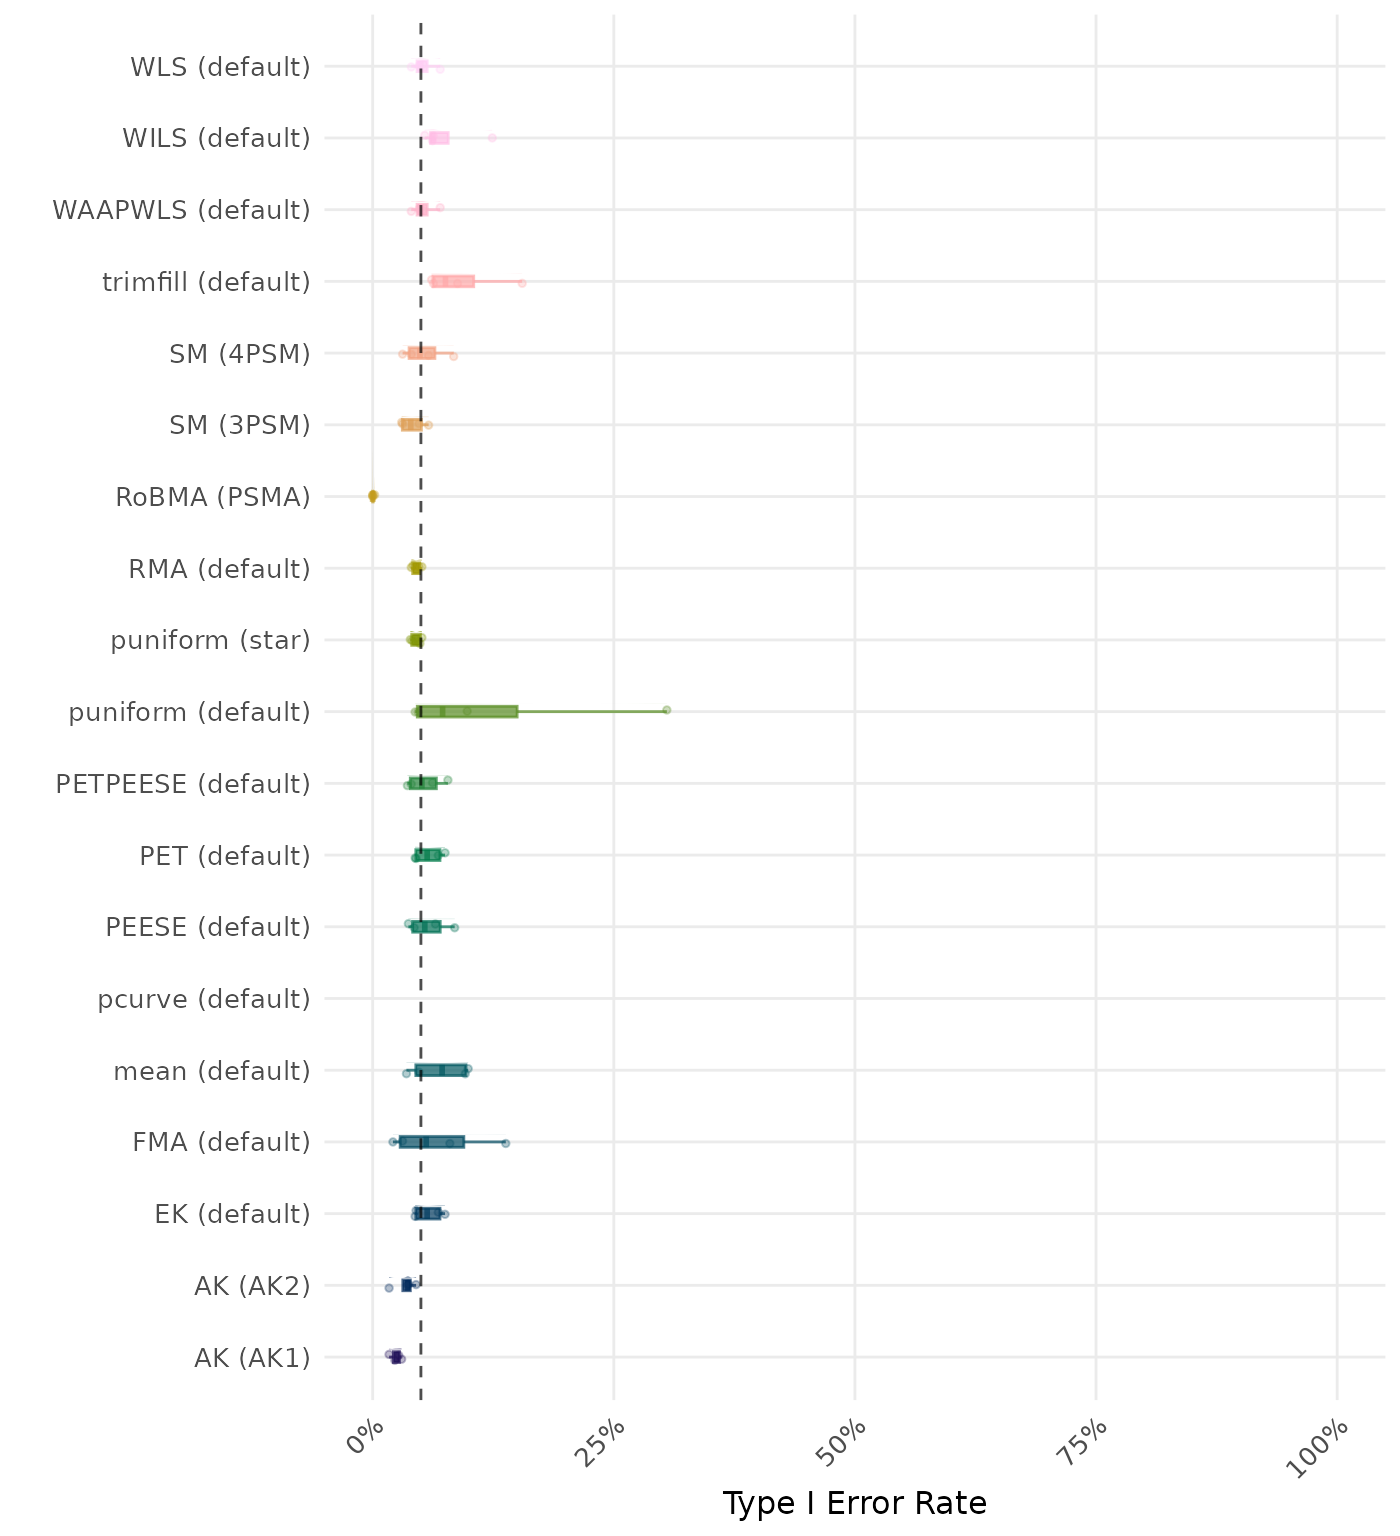 WLS (default)
WILS (default)
WAAPWLS (default)
trimfill (default)
SM (4PSM)
SM (3PSM)
RoBMA (PSMA)
RMA (default)
puniform (star)
puniform (default)
PETPEESE (default)
PET (default)
PEESE (default)
pcurve (default)
mean (default)
FMA (default)
EK (default)
AK (AK2)
AK (AK1)
0%
25%
50%
75%
100%
Type I Error Rate